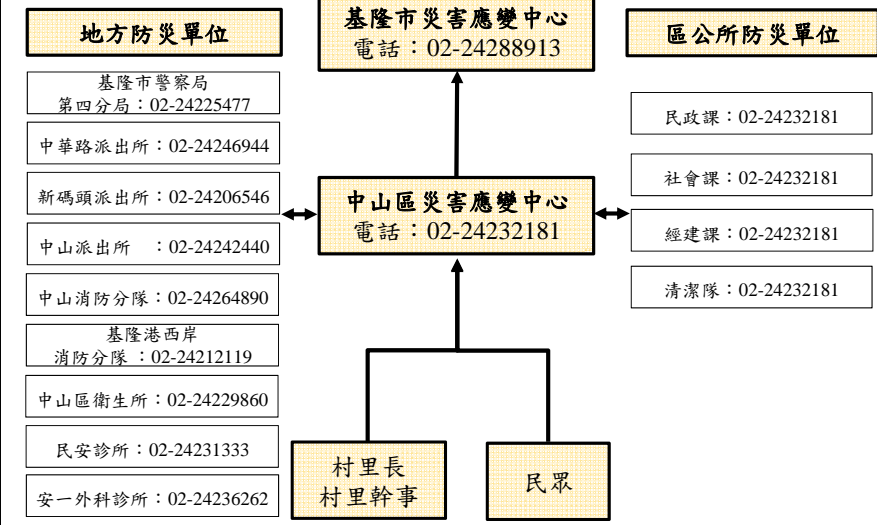 地方防災單位
基隆市警察局
第四分局：02-24225477
中華路派出所：02-24246944
新碼頭派出所：02-24206546
中山派出所　：02-24242440
中山消防分隊：02-24264890
基隆港西岸
消防分隊：02-24212119
中山區衛生所：02-24229860
民安診所：02-24231333
安一外科診所：02-24236262
基隆市災害應變中心
電話：02-24288913
中山區災害應變中心
電話：02-24232181
村里長
村里幹事
民眾
區公所防災單位
民政課：02-24232181
社會課：02-24232181
經建課：02-24232181
清潔隊：02-24232181